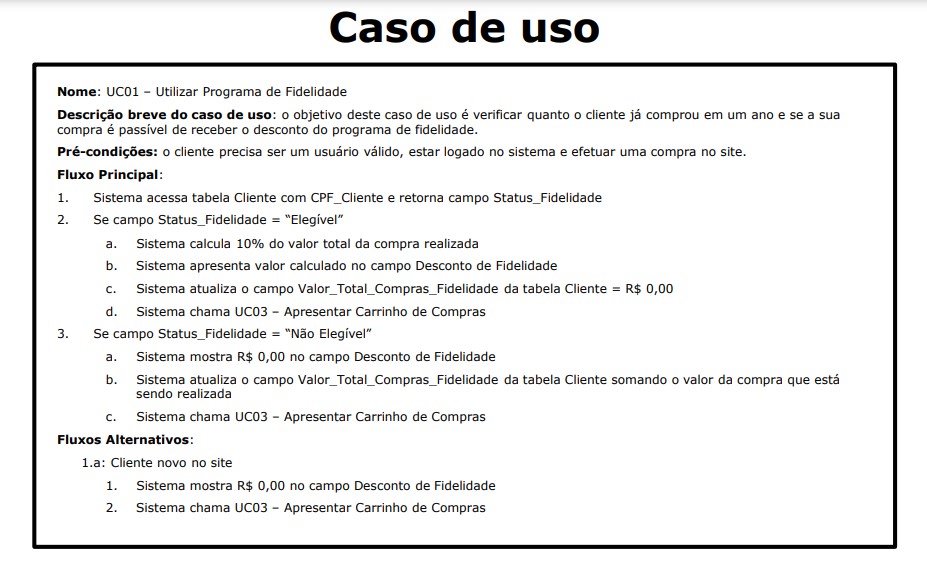 Caso de uso
Nome: UC01 – Utilizar Programa de Fidelidade
Descrição breve do caso de uso: o objetivo deste caso de uso é verificar quanto o cliente já comprou em um ano e se a sua
compra é passível de receber o desconto do programa de fidelidade.
Pré-condições: o cliente precisa ser um usuário válido, estar logado no sistema e efetuar uma compra no site.
Fluxo Principal:
1. Sistema acessa tabela Cliente com CPF_Cliente e retorna campo Status_Fidelidade
2. Se campo Status_Fidelidade = “Elegível”
a. Sistema calcula 10% do valor total da compra realizada
b. Sistema apresenta valor calculado no campo Desconto de Fidelidade
c. Sistema atualiza o campo Valor_Total_Compras_Fidelidade da tabela Cliente = R$ 0,00
d. Sistema chama UC03 – Apresentar Carrinho de Compras
3. Se campo Status_Fidelidade = “Não Elegível”
a. Sistema mostra R$ 0,00 no campo Desconto de Fidelidade
b. Sistema atualiza o campo Valor_Total_Compras_Fidelidade da tabela Cliente somando o valor da compra que está
sendo realizada
c. Sistema chama UC03 – Apresentar Carrinho de Compras
Fluxos Alternativos:
1.a: Cliente novo no site
1. Sistema mostra R$ 0,00 no campo Desconto de Fidelidade
2. Sistema chama UC03 – Apresentar Carrinho de Compras